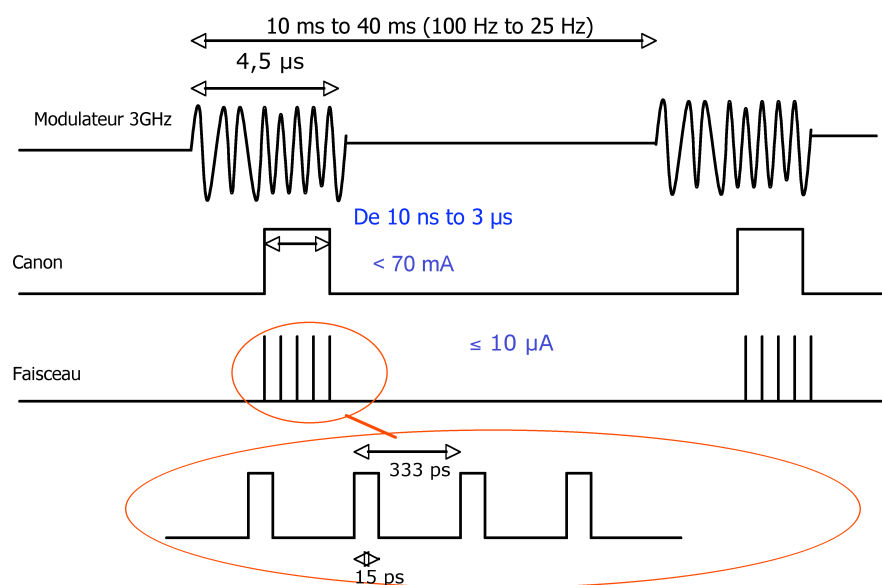 10 ms to 40 ms (100 Hz to 25 Hz)
4,5 µs
Modulateur 3GHz
De 10 ns to 3 µs
Canon
< 70 mA
≤ 10 µA
Faisceau
333 ps
15 ps